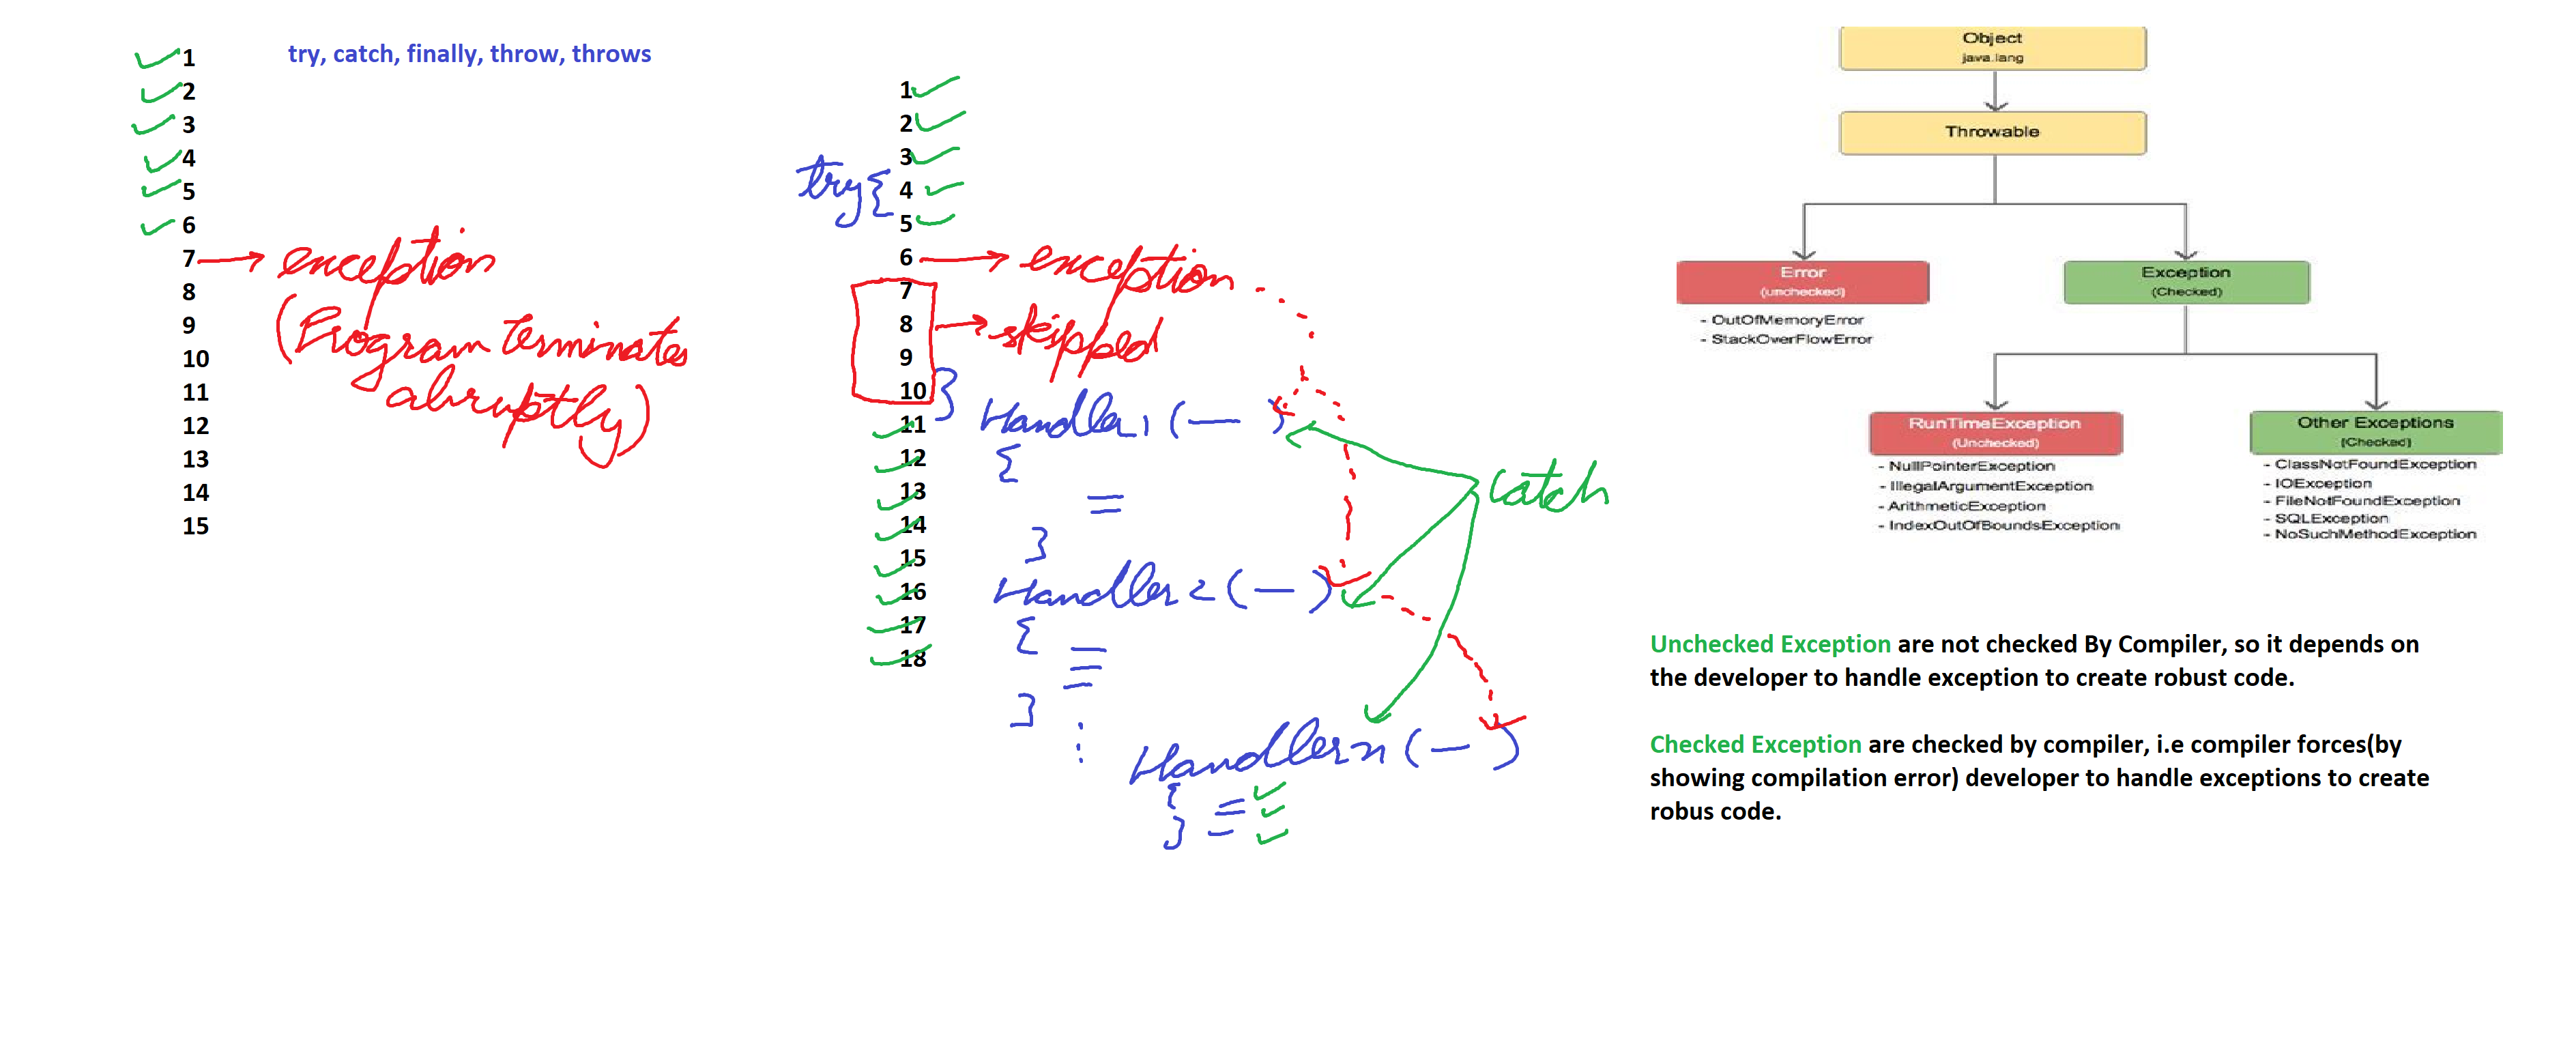 1
2
3
4
5
6
7
8
9
10
11
12
13
14
15
try, catch, finally, throw, throws
exception
(Program terminates
abruptly)
1
2
3
4
5
6
7
8
9
10
11
12
13
14
15
16
17
18
try{
exception
skipped
}
Handler1 (—)
{
=
}
Handler2 (—)
{
≡
}
⋮
Handler n (—)
{
≡
}
catch
Object
java.lang
Throwable
Error
(unchecked)
- OutOfMemoryError
- StackOverFlowError
Exception
(Checked)
RunTimeException
(Unchecked)
- NullPointerException
- IllegalArgumentException
- ArithmeticException
- IndexOutOfBoundsException
Other Exceptions
(Checked)
- ClassNotFoundException
- IOException
- FileNotFoundException
- SQLException
- NoSuchMethodException
Unchecked Exception are not checked By Compiler, so it depends on
the developer to handle exception to create robust code.
Checked Exception are checked by compiler, i.e compiler forces(by
showing compilation error) developer to handle exceptions to create
robus code.